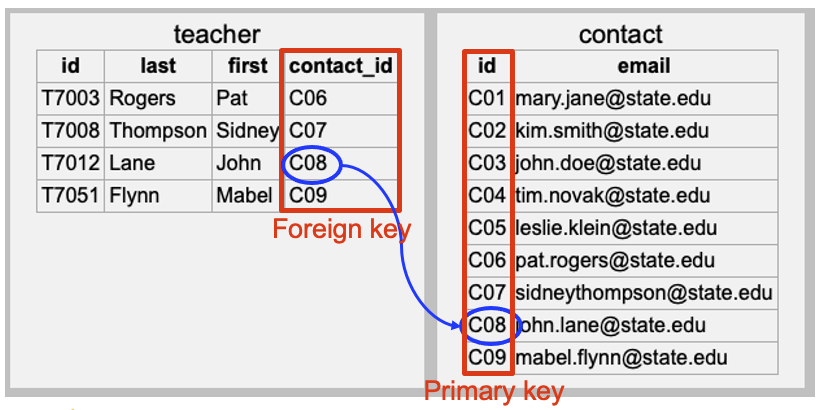 teacher
id last first contact_id
T7003 Rogers Pat C06
T7008 Thompson Sidney C07
T7012 Lane John C08
T7051 Flynn Mabel C09
Foreign key
contact
id email
C01 mary.jane@state.edu
C02 kim.smith@state.edu
C03 john.doe@state.edu
C04 tim.novak@state.edu
C05 leslie.klein@state.edu
C06 pat.rogers@state.edu
C07 sidneythompson@state.edu
C08 john.lane@state.edu
C09 mabel.flynn@state.edu
Primary key